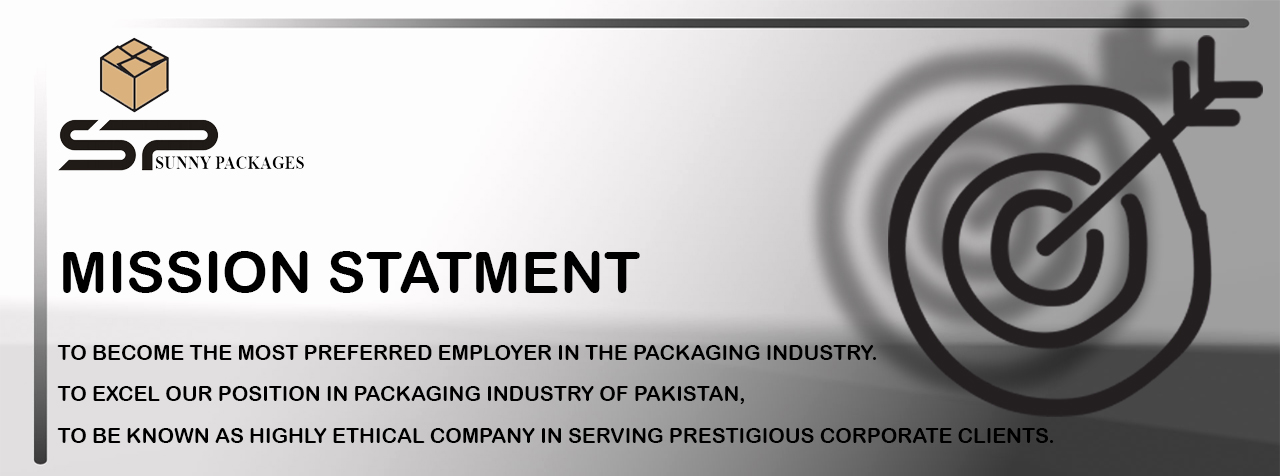 SP
SUNNY PACKAGES
MISSION STATMENT
TO BECOME THE MOST PREFERRED EMPLOYER IN THE PACKAGING INDUSTRY.
TO EXCEL OUR POSITION IN PACKAGING INDUSTRY OF PAKISTAN,
TO BE KNOWN AS HIGHLY ETHICAL COMPANY IN SERVING PRESTIGIOUS CORPORATE CLIENTS.